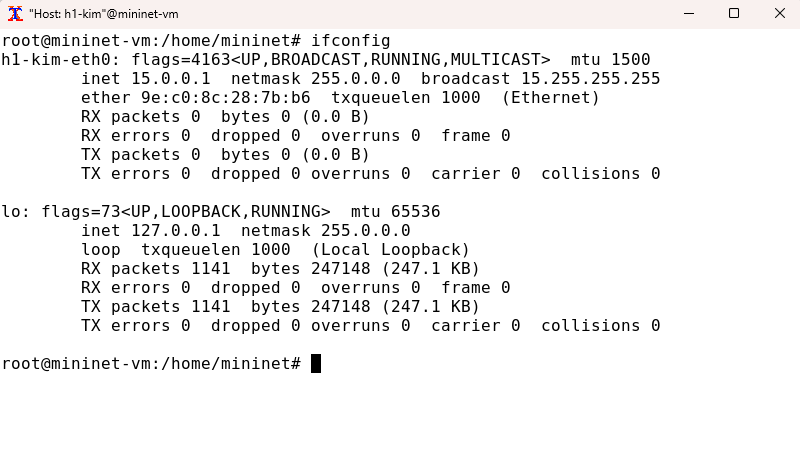 "Host: h1-kim"@mininet-vm
root@mininet-vm:/home/mininet# ifconfig
h1-kim-eth0: flags=4163<UP,BROADCAST,RUNNING,MULTICAST>  mtu 1500
        inet 15.0.0.1  netmask 255.0.0.0  broadcast 15.255.255.255
        ether 9e:c0:8c:28:7b:b6  txqueuelen 1000  (Ethernet)
        RX packets 0  bytes 0 (0.0 B)
        RX errors 0  dropped 0  overruns 0  frame 0
        TX packets 0  bytes 0 (0.0 B)
        TX errors 0  dropped 0 overruns 0  carrier 0  collisions 0

lo: flags=73<UP,LOOPBACK,RUNNING>  mtu 65536
        inet 127.0.0.1  netmask 255.0.0.0
        loop  txqueuelen 1000  (Local Loopback)
        RX packets 1141  bytes 247148 (247.1 KB)
        RX errors 0  dropped 0  overruns 0  frame 0
        TX packets 1141  bytes 247148 (247.1 KB)
        TX errors 0  dropped 0 overruns 0  carrier 0  collisions 0

root@mininet-vm:/home/mininet#